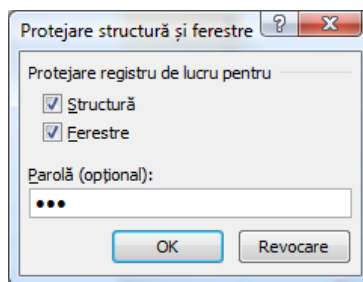 Protejare structură și ferestre
Protejare registru de lucru pentru
Structură
Ferestre
Parolă (opțional):
•••
OK
Revocare